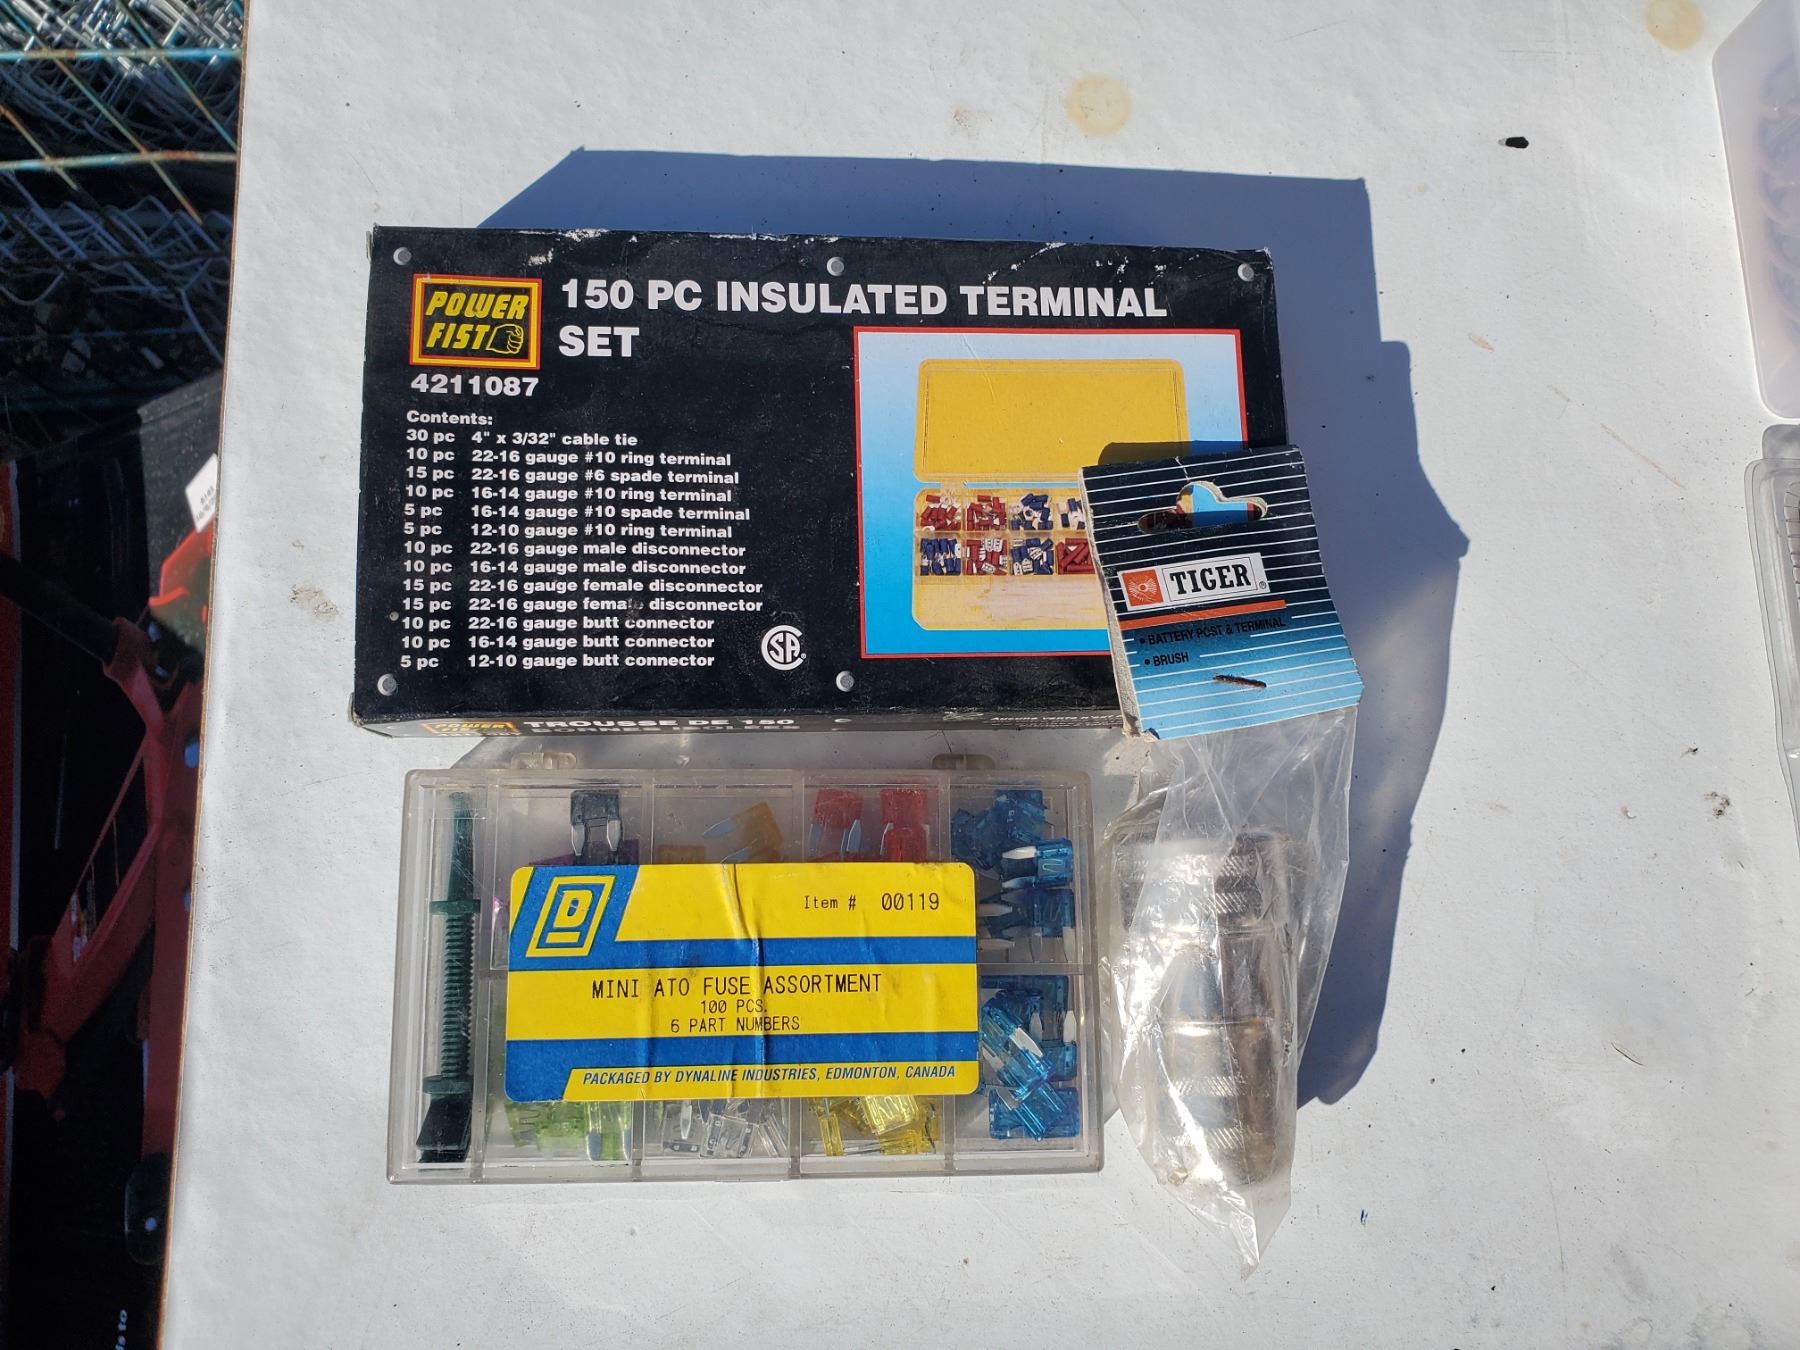 POWER
FIST
150 PC INSULATED TERMINAL
SET
4211087
Contents:
30 pc 4" x 3/32" cable tie
10 pc 22-16 gauge #10 ring terminal
15 pc 22-16 gauge #6 spade terminal
10 pc 16-14 gauge #10 ring terminal
5 pc 16-14 gauge #10 spade terminal
5 pc 12-10 gauge #10 ring terminal
10 pc 22-16 gauge male disconnector
10 pc 16-14 gauge male disconnector
15 pc 22-16 gauge female disconnector
15 pc 22-16 gauge disconnector
10 pc 22-16 gauge butt connector
10 pc 16-14 gauge butt connector
5 pc 12-10 gauge butt connector
SA
POWER
TROUSSE DE 150
BORNES ISOLEES
TIGER
• BATTERY POST & TERMINAL
• BRUSH
D
Item # 00119
MINI ATO FUSE ASSORTMENT
100 PCS.
6 PART NUMBERS
PACKAGED BY DYNALINE INDUSTRIES, EDMONTON, CANADA